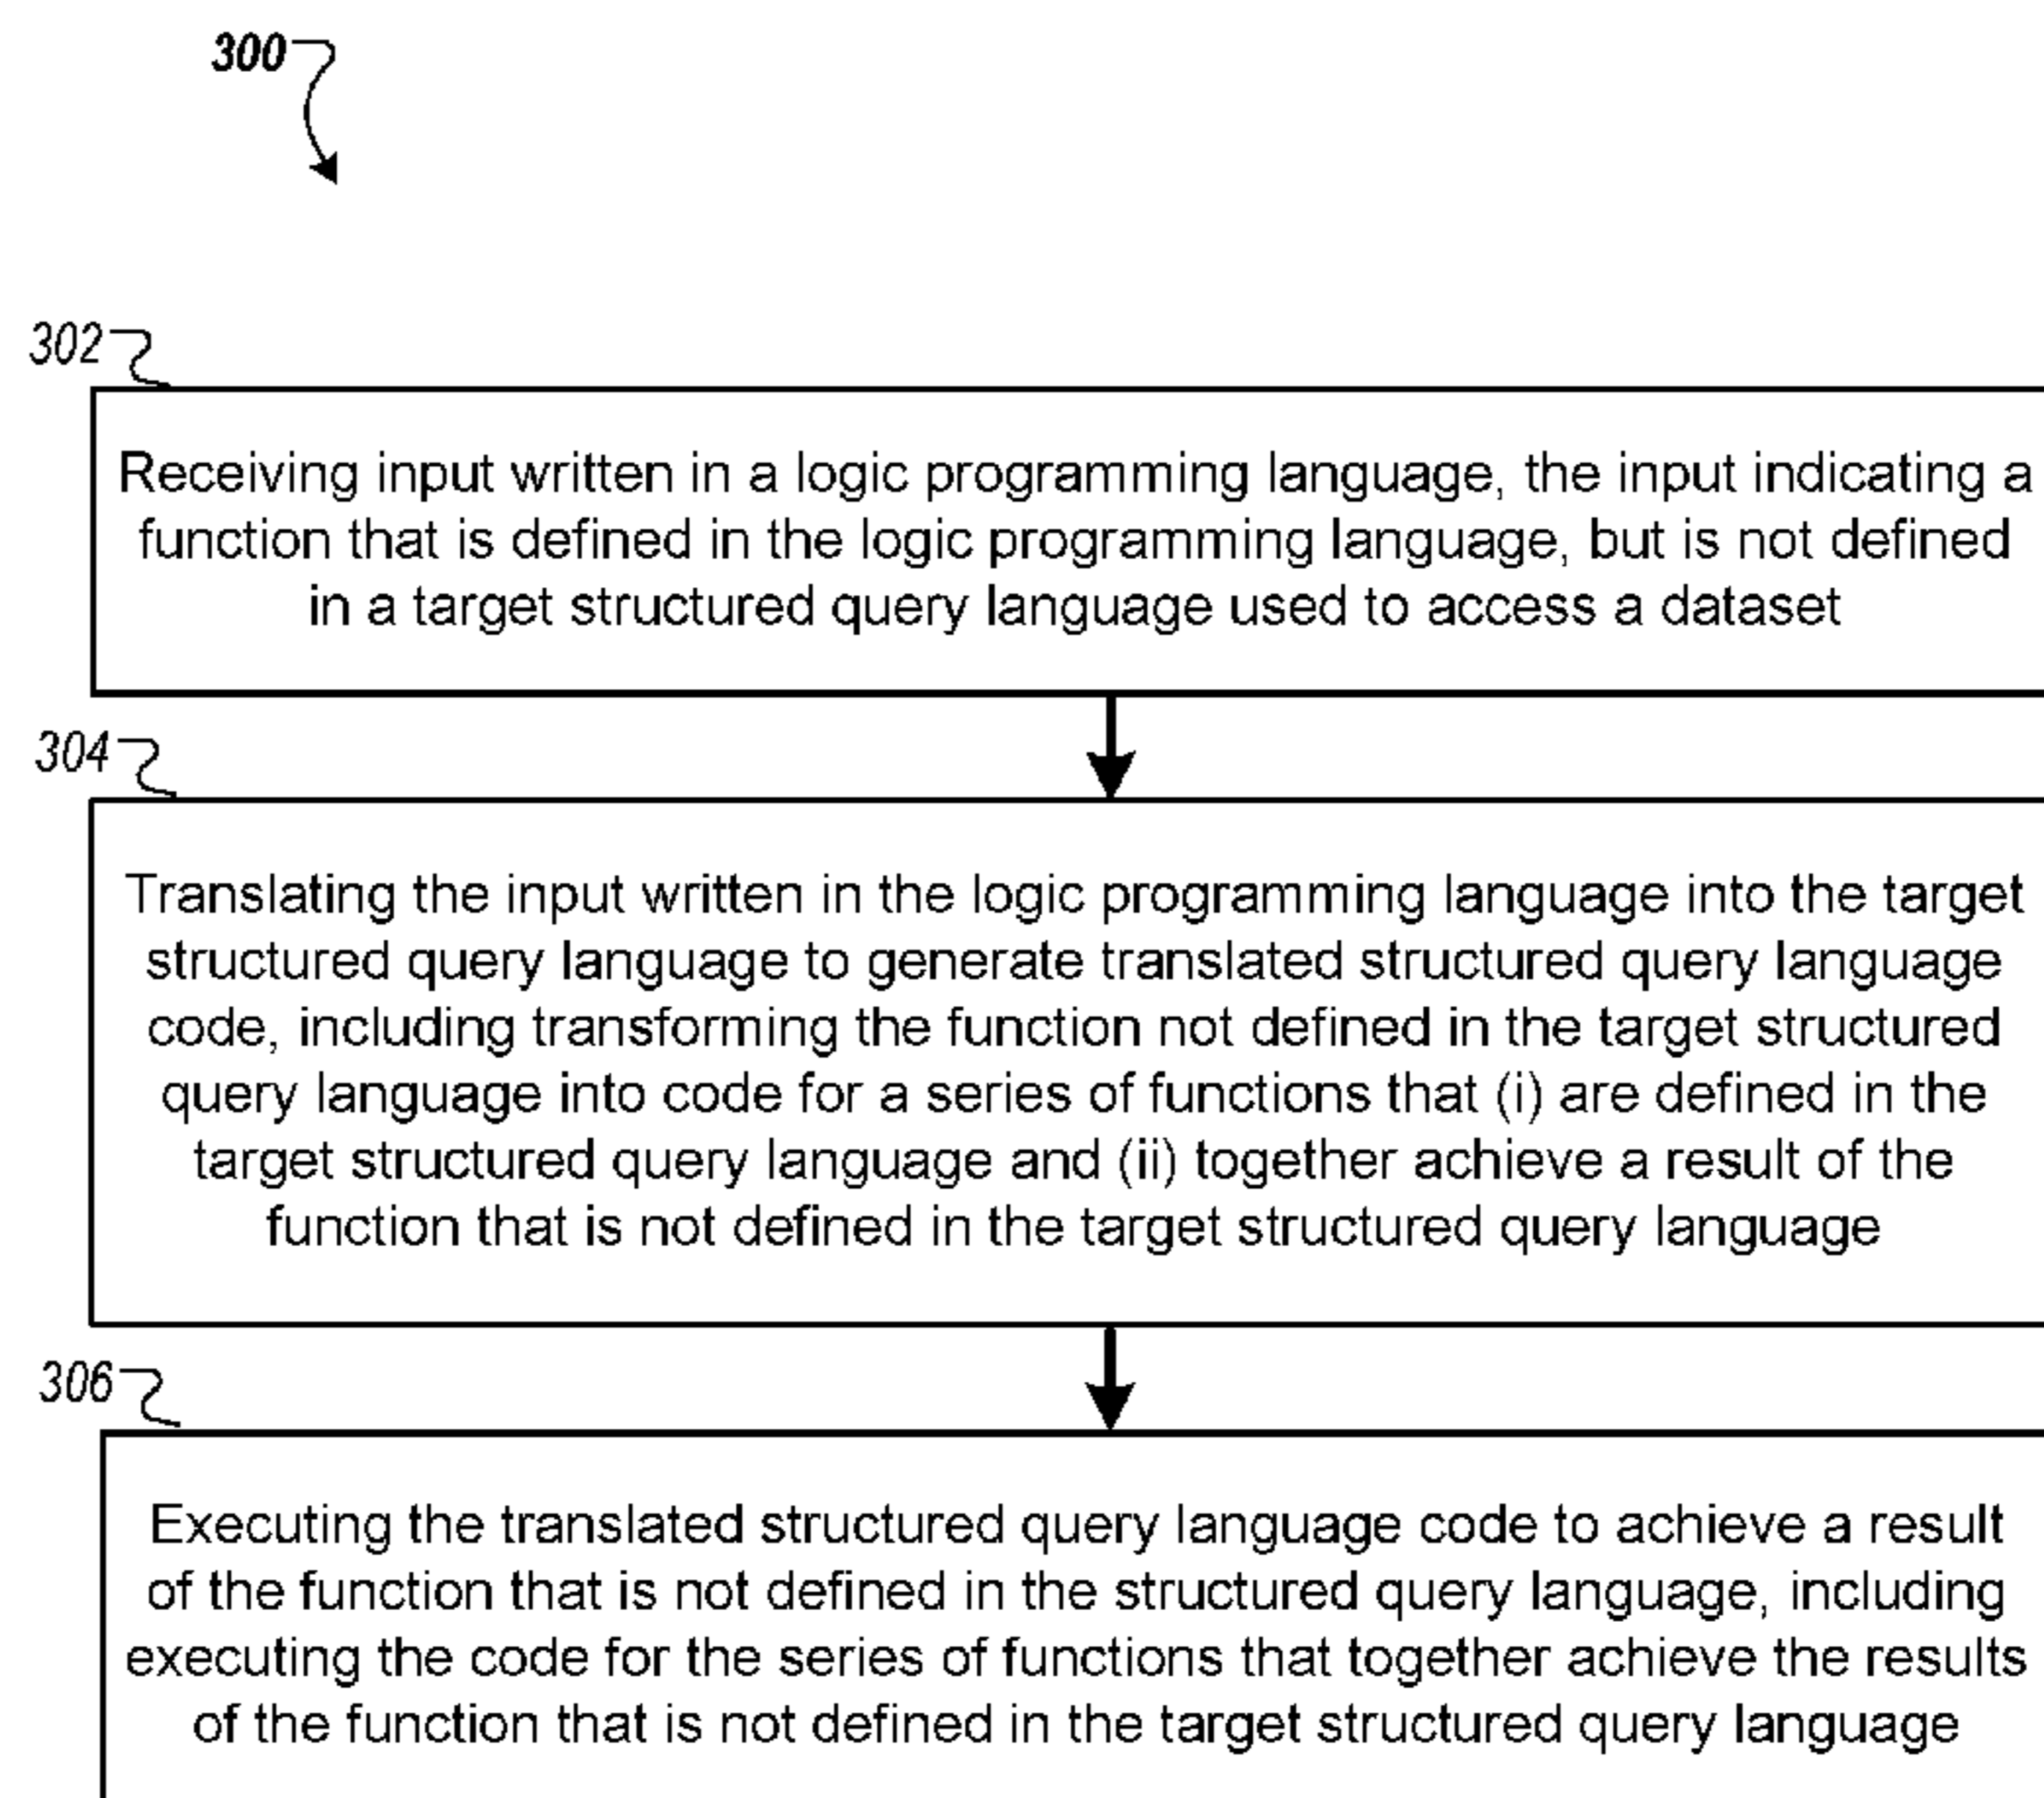 300
302
Receiving input written in a logic programming language, the input indicating a
function that is defined in the logic programming language, but is not defined
in a target structured query language used to access a dataset
304
Translating the input written in the logic programming language into the target
structured query language to generate translated structured query language
code, including transforming the function not defined in the target structured
query language into code for a series of functions that (i) are defined in the
target structured query language and (ii) together achieve a result of the
function that is not defined in the target structured query language
306
Executing the translated structured query language code to achieve a result
of the function that is not defined in the structured query language, including
executing the code for the series of functions that together achieve the results
of the function that is not defined in the target structured query language